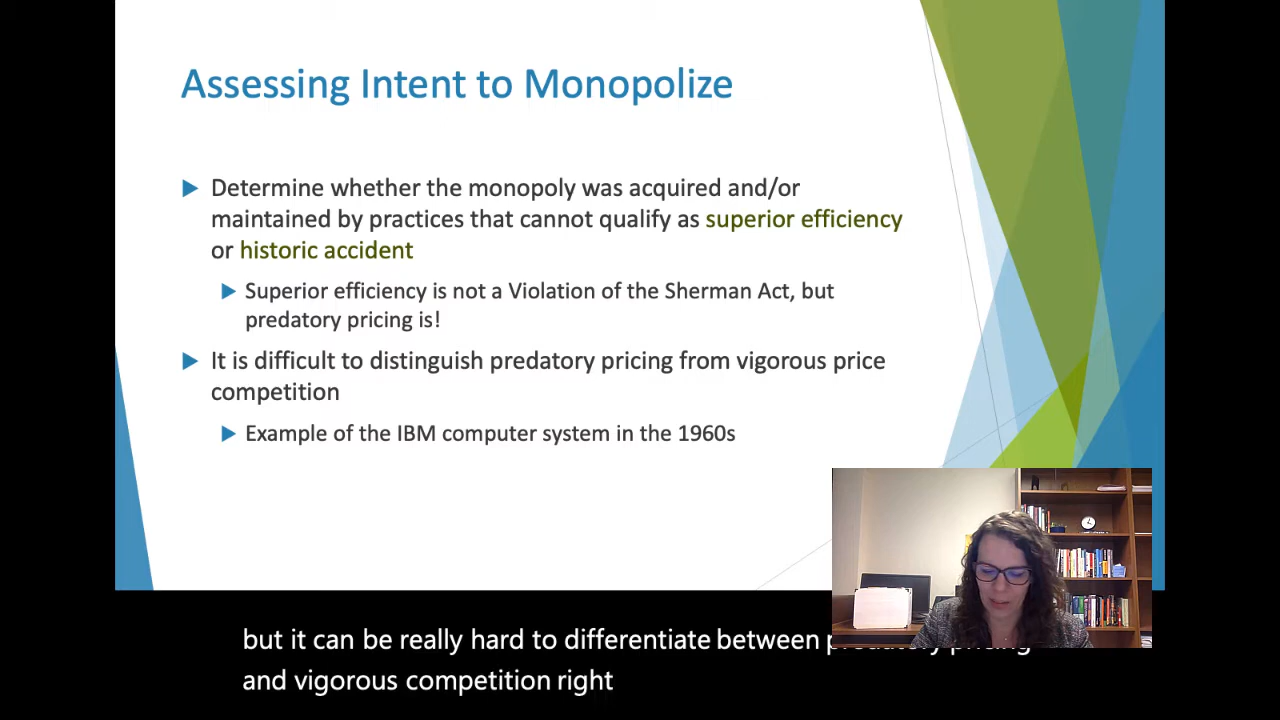 Assessing Intent to Monopolize
Determine whether the monopoly was acquired and/or
maintained by practices that cannot qualify as superior efficiency
or historic accident
Superior efficiency is not a Violation of the Sherman Act, but
predatory pricing is!
It is difficult to distinguish predatory pricing from vigorous price
competition
Example of the IBM computer system in the 1960s
but it can be really hard to differentiate between predatory pricing
and vigorous competition right